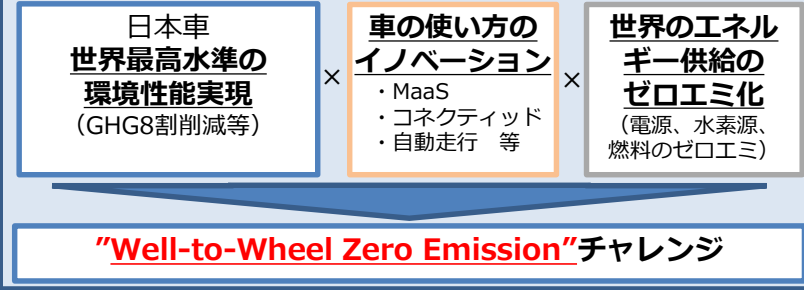 日本車
世界最高水準の
環境性能実現
（GHG8割削減等）
×
車の使い方の
イノベーション
・MaaS
・コネクティッド
・自動走行　等
×
世界のエネル
ギー供給の
ゼロエミ化
（電源、水素源、
燃料のゼロエミ）
”Well-to-Wheel Zero Emission”チャレンジ